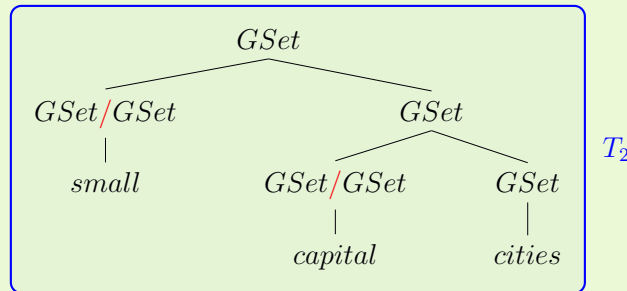 GSet
GSet/GSet GSet
T2
small GSet/GSet GSet
capital cities